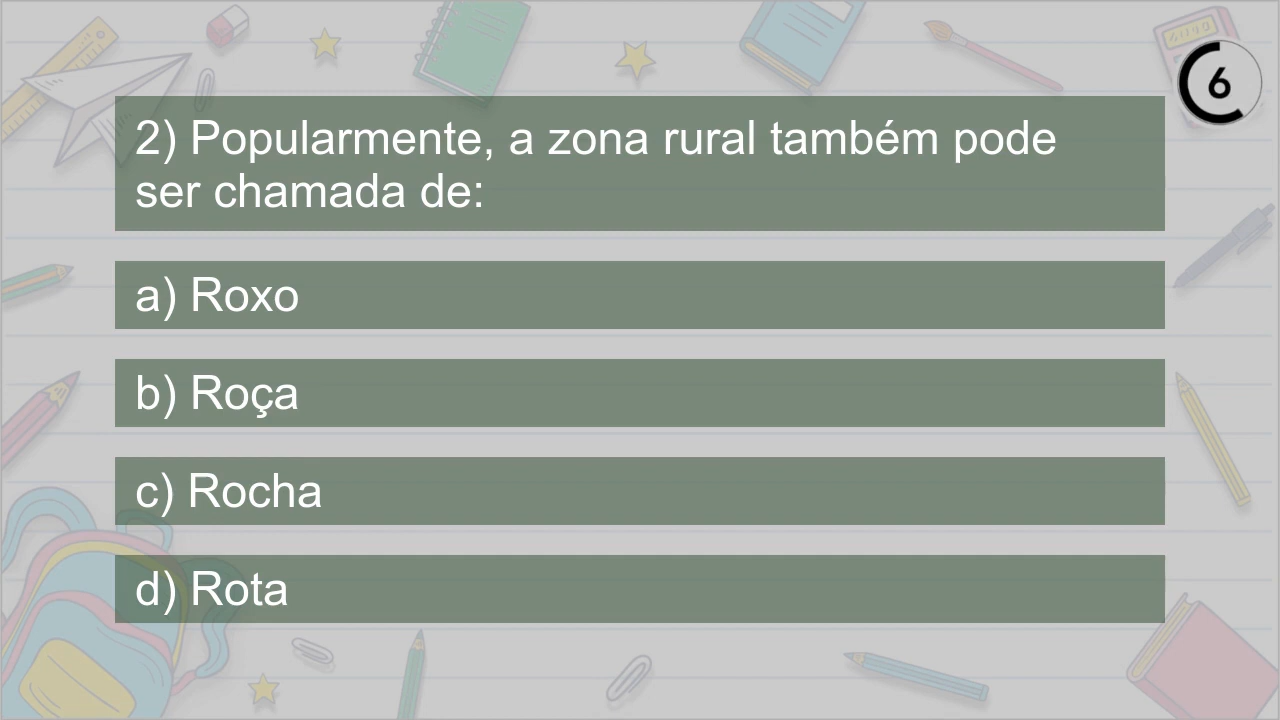 2) Popularmente, a zona rural também pode
ser chamada de:
a) Roxo
b) Roça
c) Rocha
d) Rota
6